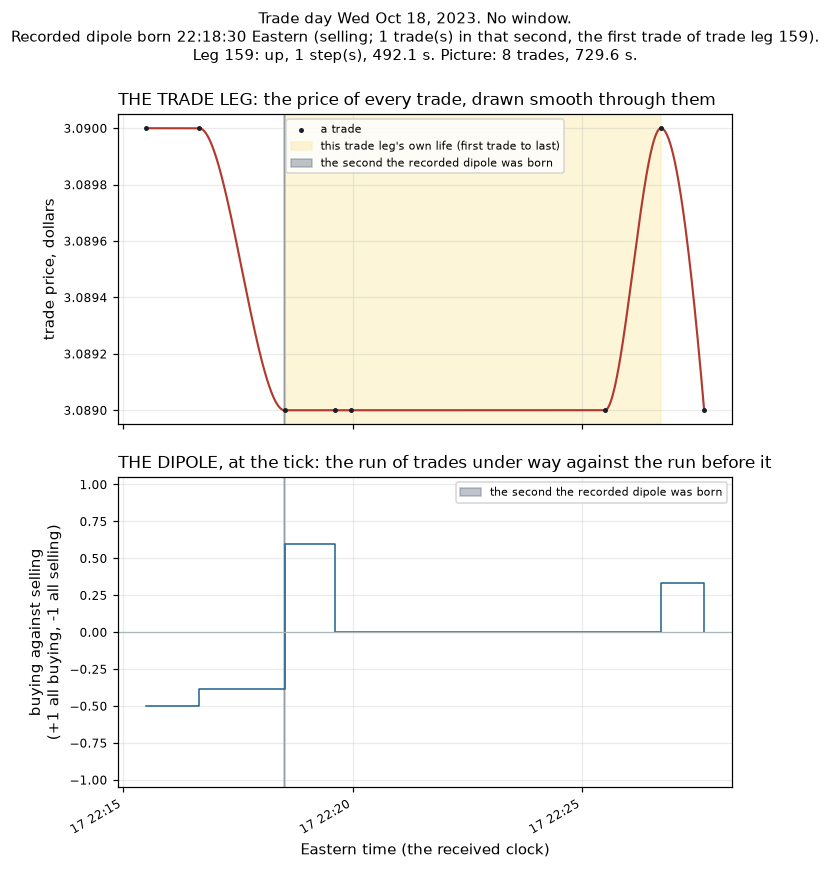 Trade day Wed Oct 18, 2023. No window.
Recorded dipole born 22:18:30 Eastern (selling; 1 trade(s) in that second, the first trade of trade leg 159).
Leg 159: up, 1 step(s), 492.1 s. Picture: 8 trades, 729.6 s.
THE TRADE LEG: the price of every trade, drawn smooth through them
a trade
this trade leg's own life (first trade to last)
the second the recorded dipole was born
3.0900
3.0898
3.0896
3.0894
3.0892
3.0890
trade price, dollars
THE DIPOLE, at the tick: the run of trades under way against the run before it
the second the recorded dipole was born
1.00
0.75
0.50
0.25
0.00
−0.25
−0.50
−0.75
−1.00
buying against selling
(+1 all buying, -1 all selling)
17 22:15
17 22:20
17 22:25
Eastern time (the received clock)